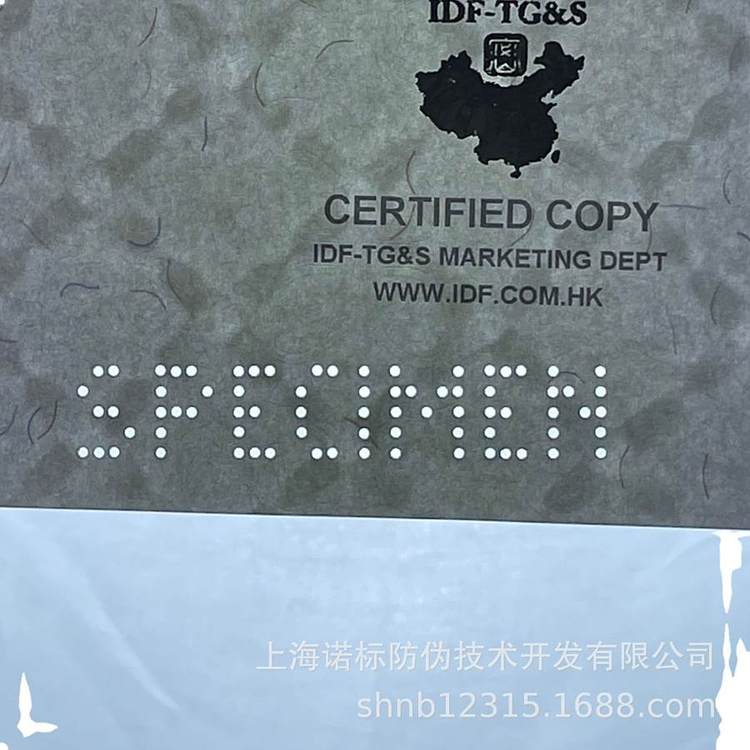 IDF-TG&S
CERTIFIED COPY
IDF-TG&S MARKETING DEPT
WWW.IDF.COM.HK
SPECIMEN
上海诺标防伪技术开发有限公司
shnb12315.1688.com